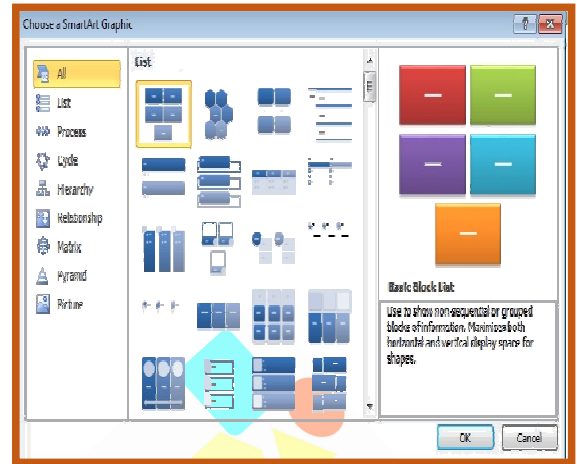 Choose a SmartArt Graphic
All
List
Process
Cycle
Hierarchy
Relationship
Matrix
Pyramid
Picture
List
Basic Block List
Use to show non-sequential or grouped
blocks of information. Maximizes both
horizontal and vertical display space for
shapes.
OK
Cancel